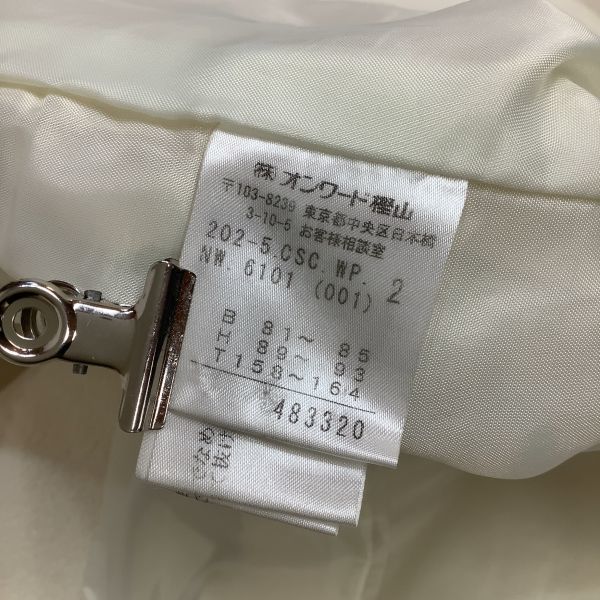 ㈱ オンワード樫山
〒103-8239 東京都中央区日本橋
3-10-5 お客様相談室
202-5.CSC.WP. 2
NW. 6101 (001)
B 81～ 85
H 89～ 93
T 158～164
483320